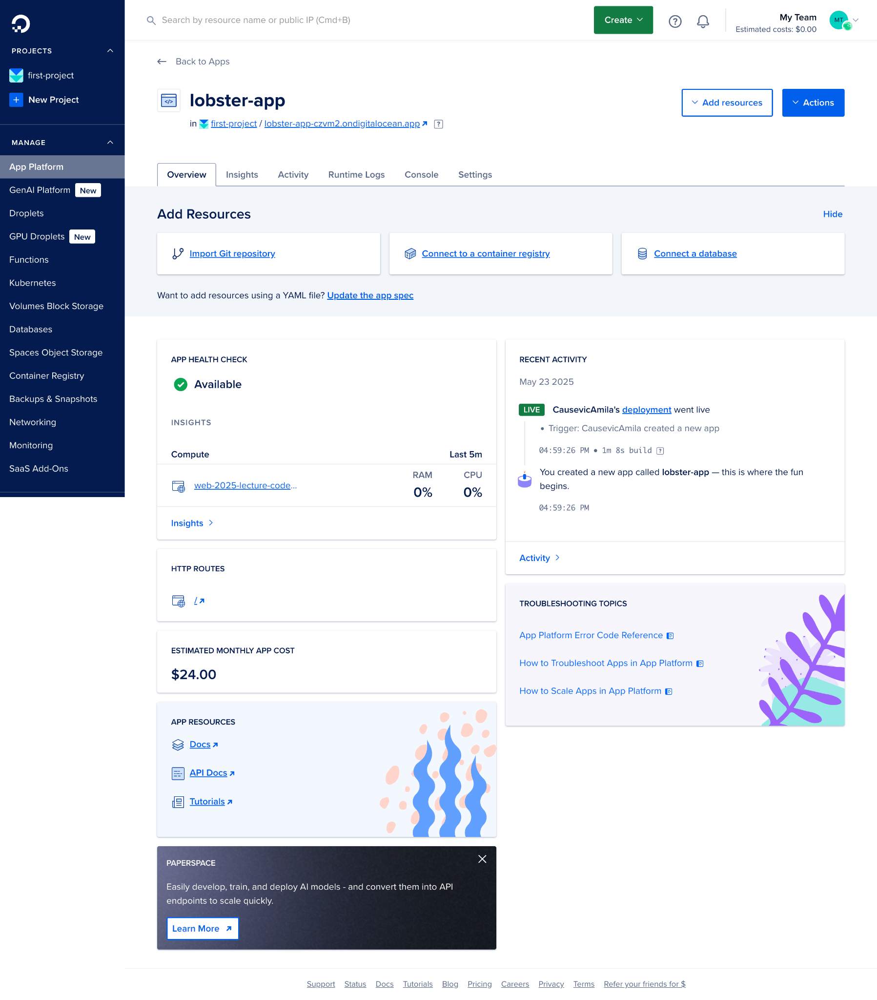 Search by resource name or public IP (Cmd+B)
Create
My Team
Estimated costs: $0.00
MT
PROJECTS
first-project
+ New Project
MANAGE
App Platform
GenAI Platform New
Droplets
GPU Droplets New
Functions
Kubernetes
Volumes Block Storage
Databases
Spaces Object Storage
Container Registry
Backups & Snapshots
Networking
Monitoring
SaaS Add-Ons
← Back to Apps
lobster-app
in first-project / lobster-app-czvm2.ondigitalocean.app ?
Add resources
Actions
Overview Insights Activity Runtime Logs Console Settings
Add Resources
Hide
Import Git repository
Connect to a container registry
Connect a database
Want to add resources using a YAML file? Update the app spec
APP HEALTH CHECK
Available
INSIGHTS
Compute Last 5m
web-2025-lecture-code...
RAM CPU
0% 0%
Insights
HTTP ROUTES
/
ESTIMATED MONTHLY APP COST
$24.00
APP RESOURCES
Docs
API Docs
Tutorials
PAPERSPACE
Easily develop, train, and deploy AI models - and convert them into API
endpoints to scale quickly.
Learn More
RECENT ACTIVITY
May 23 2025
LIVE CausevicAmila's deployment went live
• Trigger: CausevicAmila created a new app
04:59:26 PM • 1m 8s build ?
You created a new app called lobster-app — this is where the fun
begins.
04:59:26 PM
Activity
TROUBLESHOOTING TOPICS
App Platform Error Code Reference
How to Troubleshoot Apps in App Platform
How to Scale Apps in App Platform
Support Status Docs Tutorials Blog Pricing Careers Privacy Terms Refer your friends for $